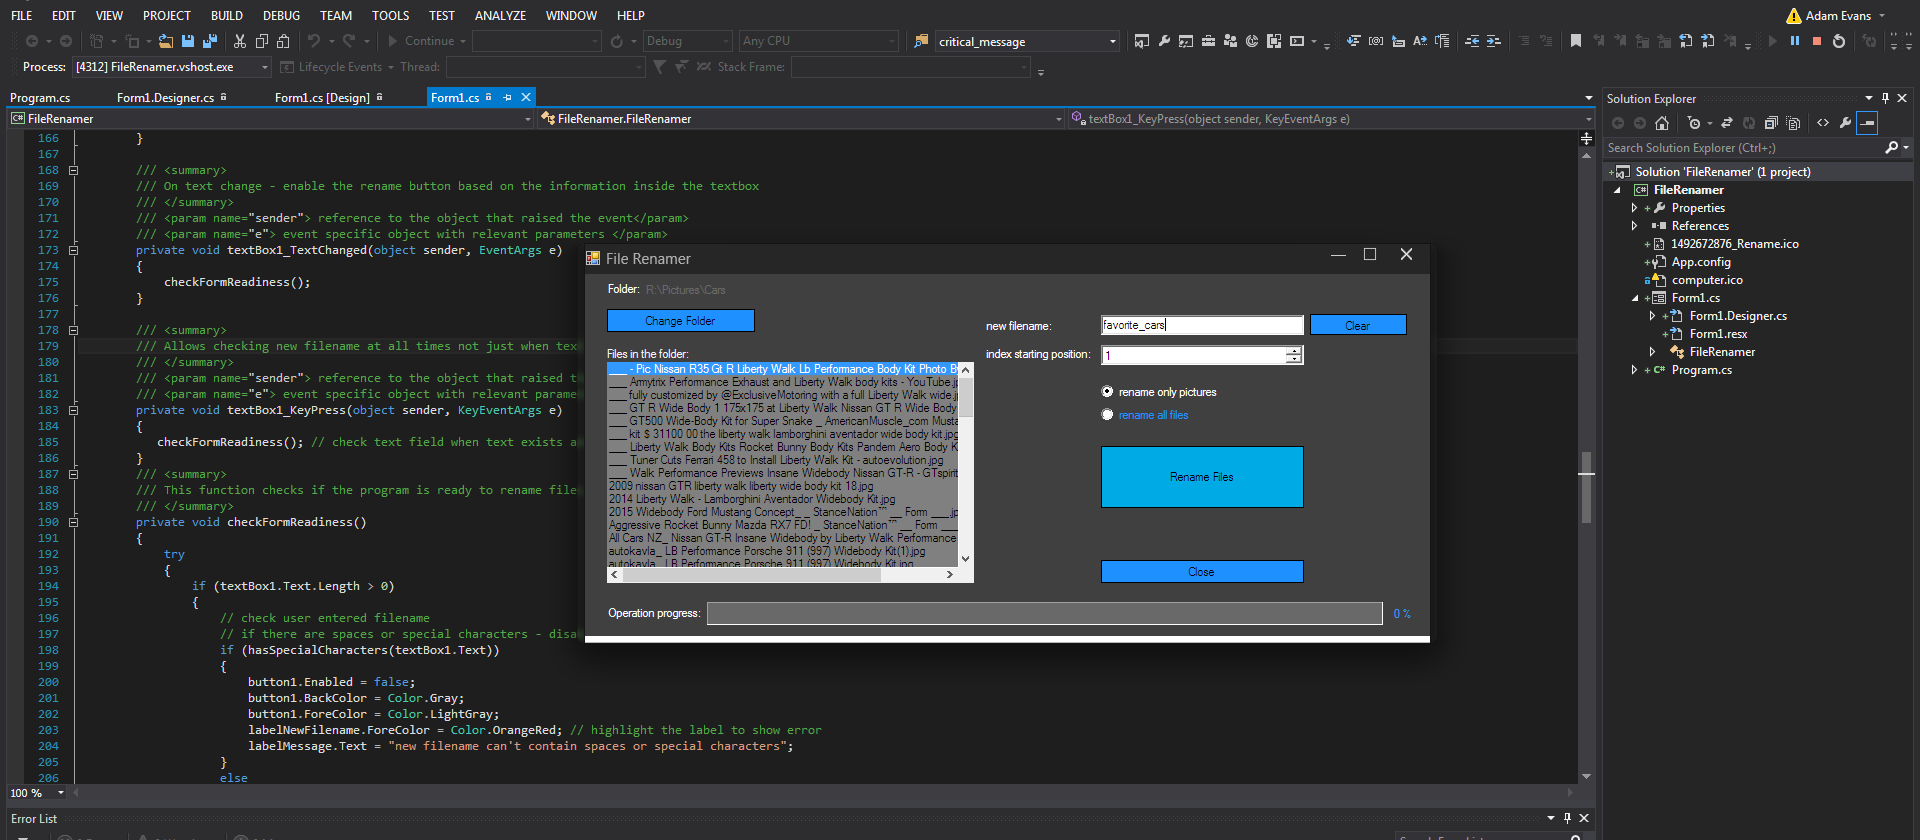 FILE EDIT VIEW PROJECT BUILD DEBUG TEAM TOOLS TEST ANALYZE WINDOW HELP
Adam Evans
Continue Debug Any CPU critical_message
Process: [4312] FileRenamer.vshost.exe Lifecycle Events Thread: Stack Frame:
Program.cs Form1.Designer.cs Form1.cs [Design] Form1.cs
FileRenamer FileRenamer.FileRenamer textBox1_KeyPress(object sender, KeyEventArgs e)
166 }
167
168 /// <summary>
169 /// On text change - enable the rename button based on the information inside the textbox
170 /// </summary>
171 /// <param name="sender"> reference to the object that raised the event</param>
172 /// <param name="e"> event specific object with relevant parameters </param>
173 private void textBox1_TextChanged(object sender, EventArgs e)
174 {
175 checkFormReadiness();
176 }
177
178 /// <summary>
179 /// Allows checking new filename at all times not just when tex
180 /// </summary>
181 /// <param name="sender"> reference to the object that raised t
182 /// <param name="e"> event specific object with relevant parame
183 private void textBox1_KeyPress(object sender, KeyEventArgs e)
184 {
185 checkFormReadiness(); // check text field when text exists a
186 }
187 /// <summary>
188 /// This function checks if the program is ready to rename file
189 /// </summary>
190 private void checkFormReadiness()
191 {
192 try
193 {
194 if (textBox1.Text.Length > 0)
195 {
196 // check user entered filename
197 // if there are spaces or special characters - disa
198 if (hasSpecialCharacters(textBox1.Text))
199 {
200 button1.Enabled = false;
201 button1.BackColor = Color.Gray;
202 button1.ForeColor = Color.LightGray;
203 labelNewFilename.ForeColor = Color.OrangeRed; // highlight the label to show error
204 labelMessage.Text = "new filename can't contain spaces or special characters";
205 }
206 else
100 %
Error List
File Renamer
Folder: R:\Pictures\Cars
Change Folder
Files in the folder:
___ - Pic Nissan R35 Gt R Liberty Walk Lb Performance Body Kit Photo B
___ Amytrix Performance Exhaust and Liberty Walk body kits - YouTube.j
___ fully customized by @ExclusiveMotoring with a full Liberty Walk wide.j
___ GT R Wide Body 1 175x175 at Liberty Walk Nissan GT R Wide Body
___ GT500 Wide-Body Kit for Super Snake _ AmericanMuscle_com Musta
___ kit $ 31100 00 the liberty walk lamborghini aventador wide body kit.jpg
___ Liberty Walk Body Kits Rocket Bunny Body Kits Pandem Aero Body K
___ Tuner Cuts Ferrari 458 to Install Liberty Walk Kit - autoevolution.jpg
___ Walk Performance Previews Insane Widebody Nissan GT-R - GTspirit
2009 nissan GTR liberty walk liberty wide body kit 18.jpg
2014 Liberty Walk - Lamborghini Aventador Widebody Kit.jpg
2015 Widebody Ford Mustang Concept_ _ StanceNation™ __ Form ___.jp
Aggressive Rocket Bunny Mazda RX7 FD! _ StanceNation™ __ Form ___
All Cars NZ_ Nissan GT-R Insane Widebody by Liberty Walk Performance
autokavla_ LB Performance Porsche 911 (997) Widebody Kit(1).jpg
autokavla_ LB Performance Porsche 911 (997) Widebody Kit.jpg
new filename: favorite_cars Clear
index starting position: 1
rename only pictures
rename all files
Rename Files
Close
Operation progress: 0 %
Solution Explorer
Search Solution Explorer (Ctrl+;)
Solution 'FileRenamer' (1 project)
FileRenamer
Properties
References
1492672876_Rename.ico
App.config
computer.ico
Form1.cs
Form1.Designer.cs
Form1.resx
FileRenamer
Program.cs